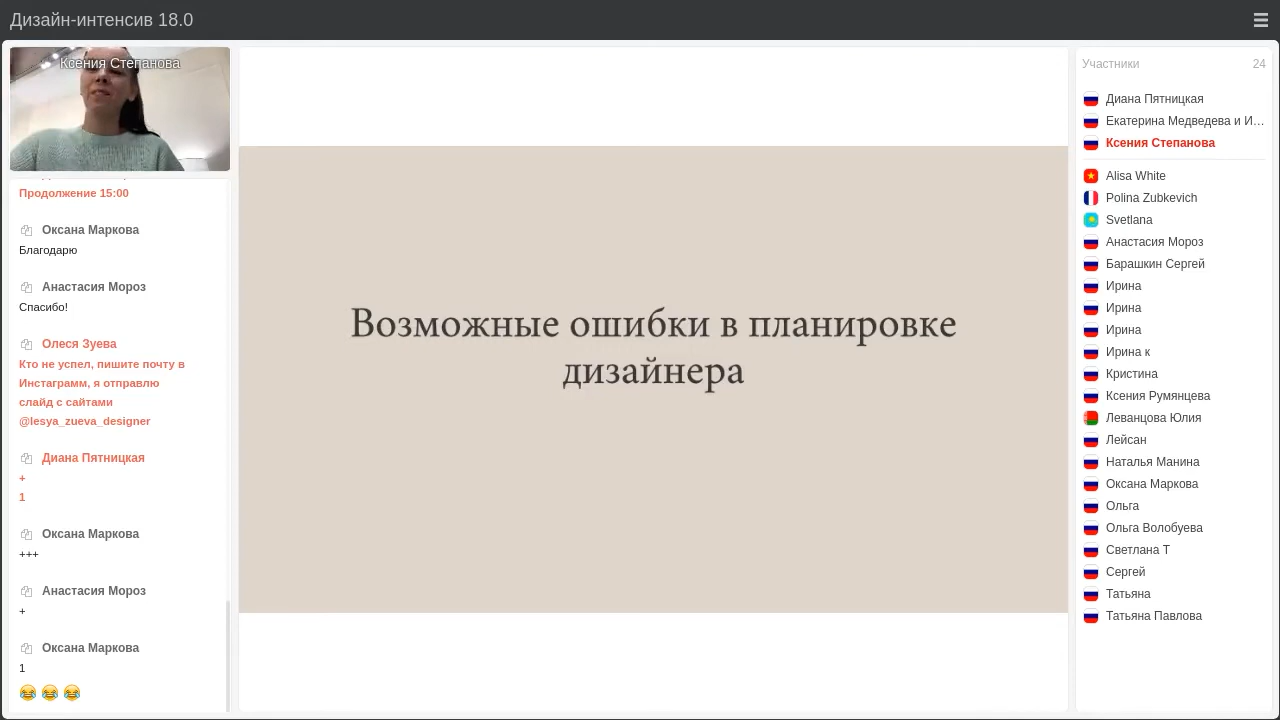 Дизайн-интенсив 18.0
Ксения Степанова
Продолжение 15:00
Оксана Маркова
Благодарю
Анастасия Мороз
Спасибо!
Олеся Зуева
Кто не успел, пишите почту в
Инстаграмм, я отправлю
слайд с сайтами
@lesya_zueva_designer
Диана Пятницкая
+
1
Оксана Маркова
+++
Анастасия Мороз
+
Оксана Маркова
1
😂 😂 😂
Возможные ошибки в планировке
дизайнера
Участники 24
Диана Пятницкая
Екатерина Медведева и И...
Ксения Степанова
Alisa White
Polina Zubkevich
Svetlana
Анастасия Мороз
Барашкин Сергей
Ирина
Ирина
Ирина
Ирина к
Кристина
Ксения Румянцева
Леванцова Юлия
Лейсан
Наталья Манина
Оксана Маркова
Ольга
Ольга Волобуева
Светлана Т
Сергей
Татьяна
Татьяна Павлова